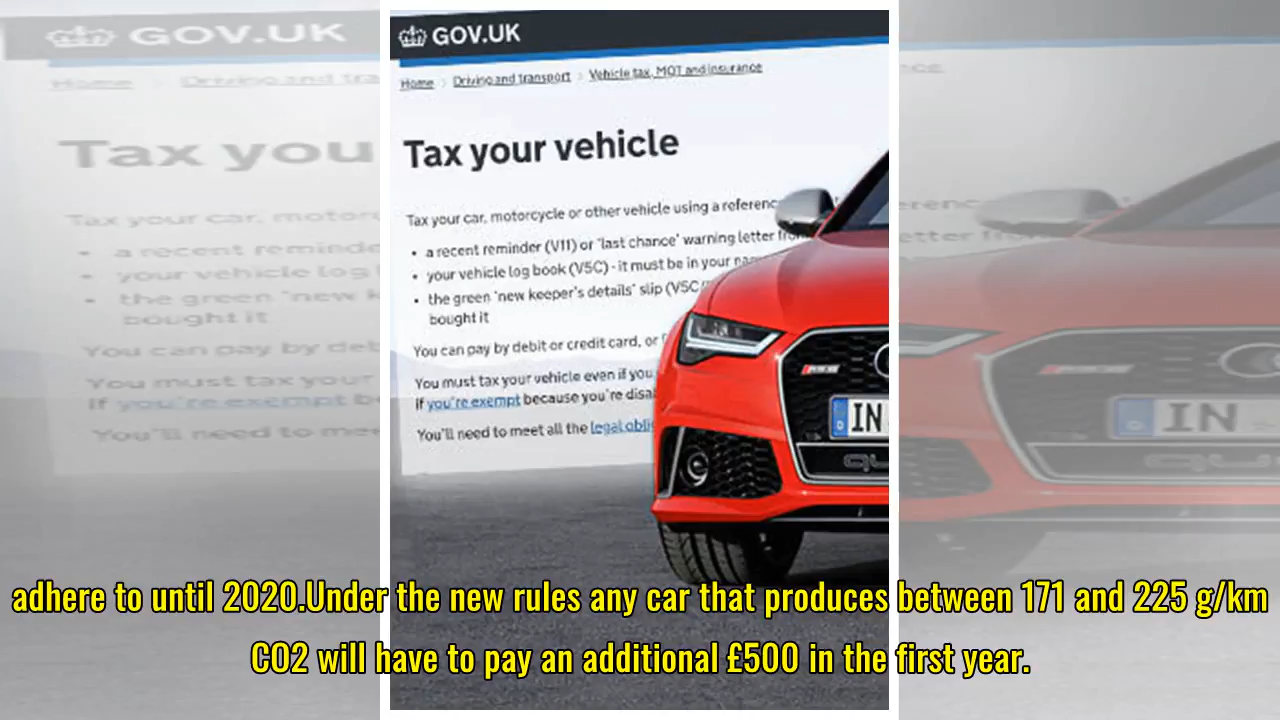 GOV.UK
Home > Driving and transport > Vehicle tax, MOT and insurance
Tax your vehicle
Tax your car, motorcycle or other vehicle using a
• a recent reminder (V11) or 'last chance' warning letter from
• your vehicle log book (V5C) - it must be in your
• the green 'new keeper's details' slip
bought it
You can pay by debit or credit card, or
You must tax your vehicle even if you
if you're exempt because you're
You'll need to meet all the legal
IN
adhere to until 2020.Under the new rules any car that produces between 171 and 225 g/km
CO2 will have to pay an additional £500 in the first year.